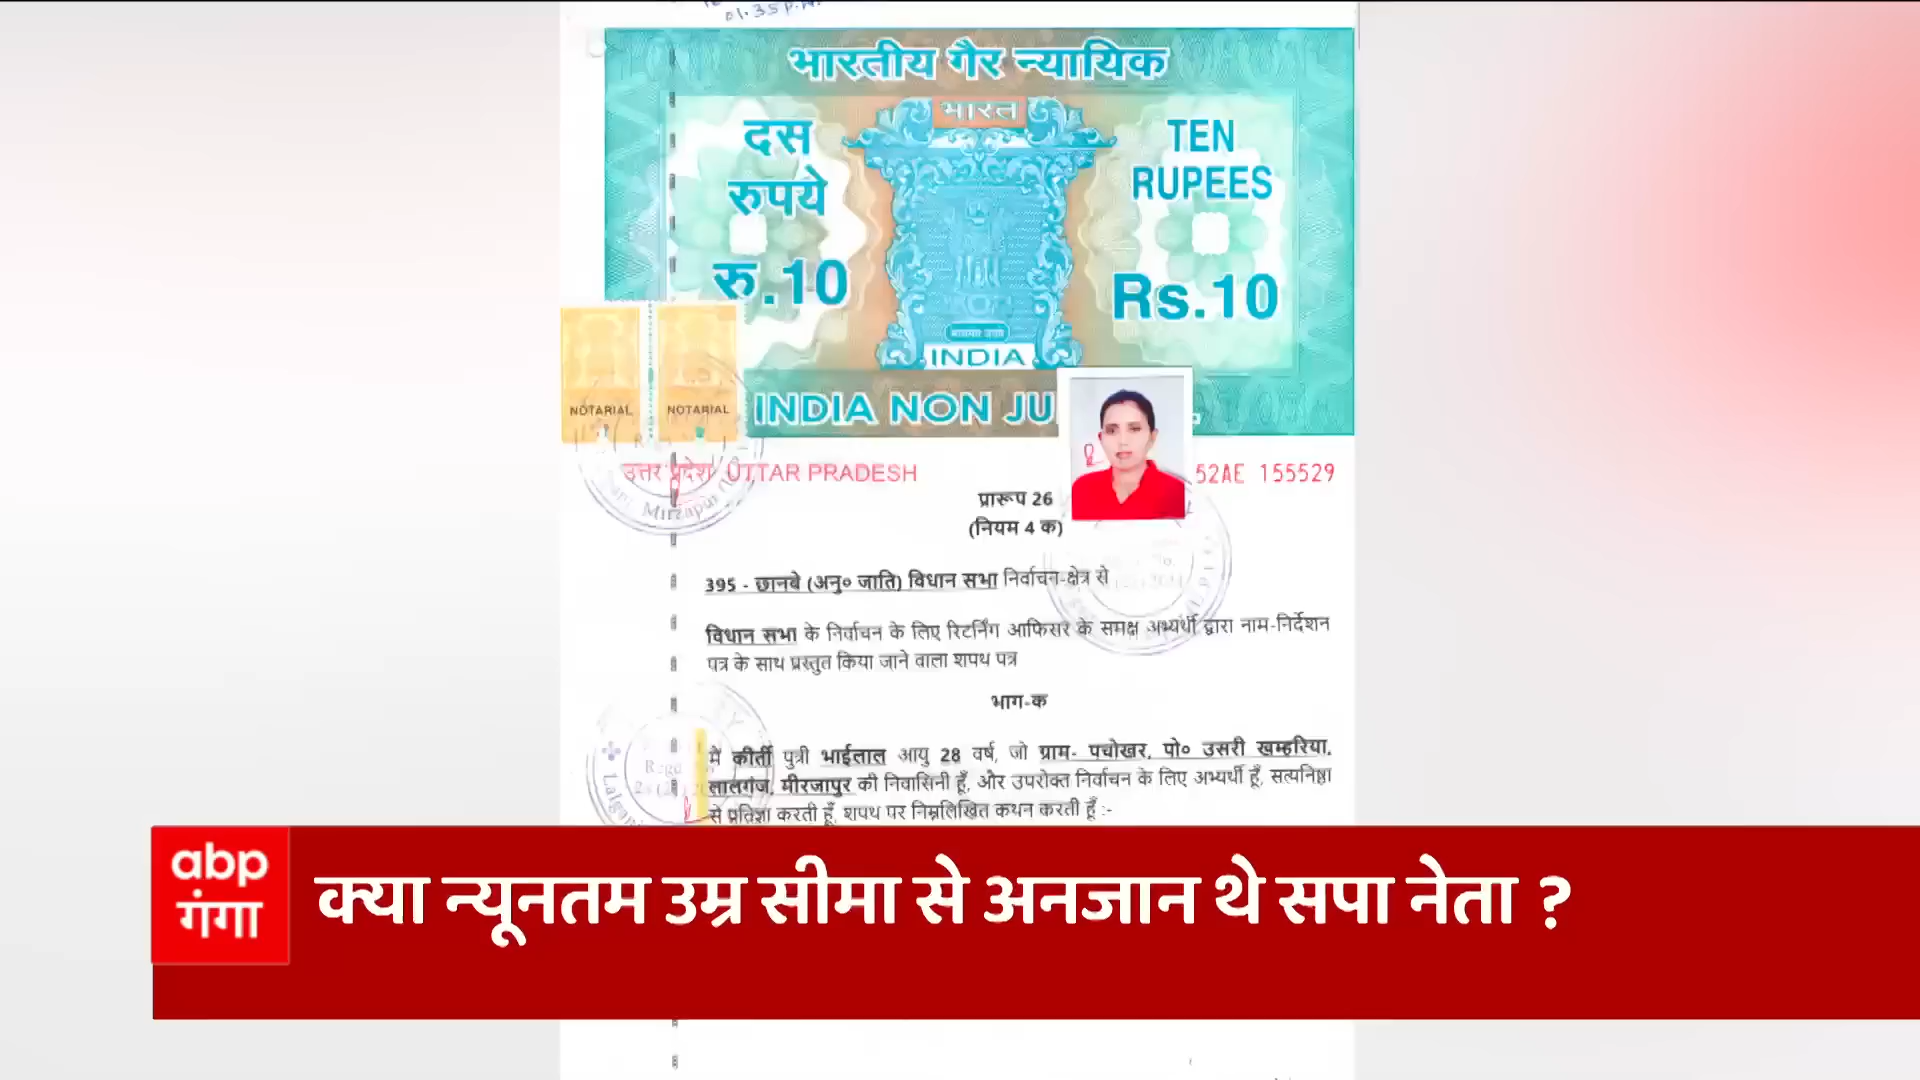 01.35 P.M.
भारतीय गैर न्यायिक
भारत
दस
रुपये
रु.10
TEN
RUPEES
Rs.10
INDIA
NOTARIAL
NOTARIAL
INDIA NON JU
उत्तर प्रदेश UTTAR PRADESH
52AE 155529
Mirzapur
प्रारूप 26
(नियम 4 क)
395 - छानबे (अनु० जाति) विधान सभा निर्वाचन-क्षेत्र से
विधान सभा के निर्वाचन के लिए रिटर्निंग आफिसर के समक्ष अभ्यर्थी द्वारा नाम-निर्देशन
पत्र के साथ प्रस्तुत किया जाने वाला शपथ पत्र
भाग-क
मै कीर्ती पुत्री भाईलाल आयु 28 वर्ष, जो ग्राम- पचोखर, पो० उसरी खम्हरिया,
लालगंज, मीरजापुर की निवासिनी हूँ, और उपरोक्त निर्वाचन के लिए अभ्यर्थी हूँ, सत्यनिष्ठा
से प्रतिज्ञा करती हूँ, शपथ पर निम्नलिखित कथन करती हूँ :-
abp
गंगा
क्या न्यूनतम उम्र सीमा से अनजान थे सपा नेता ?